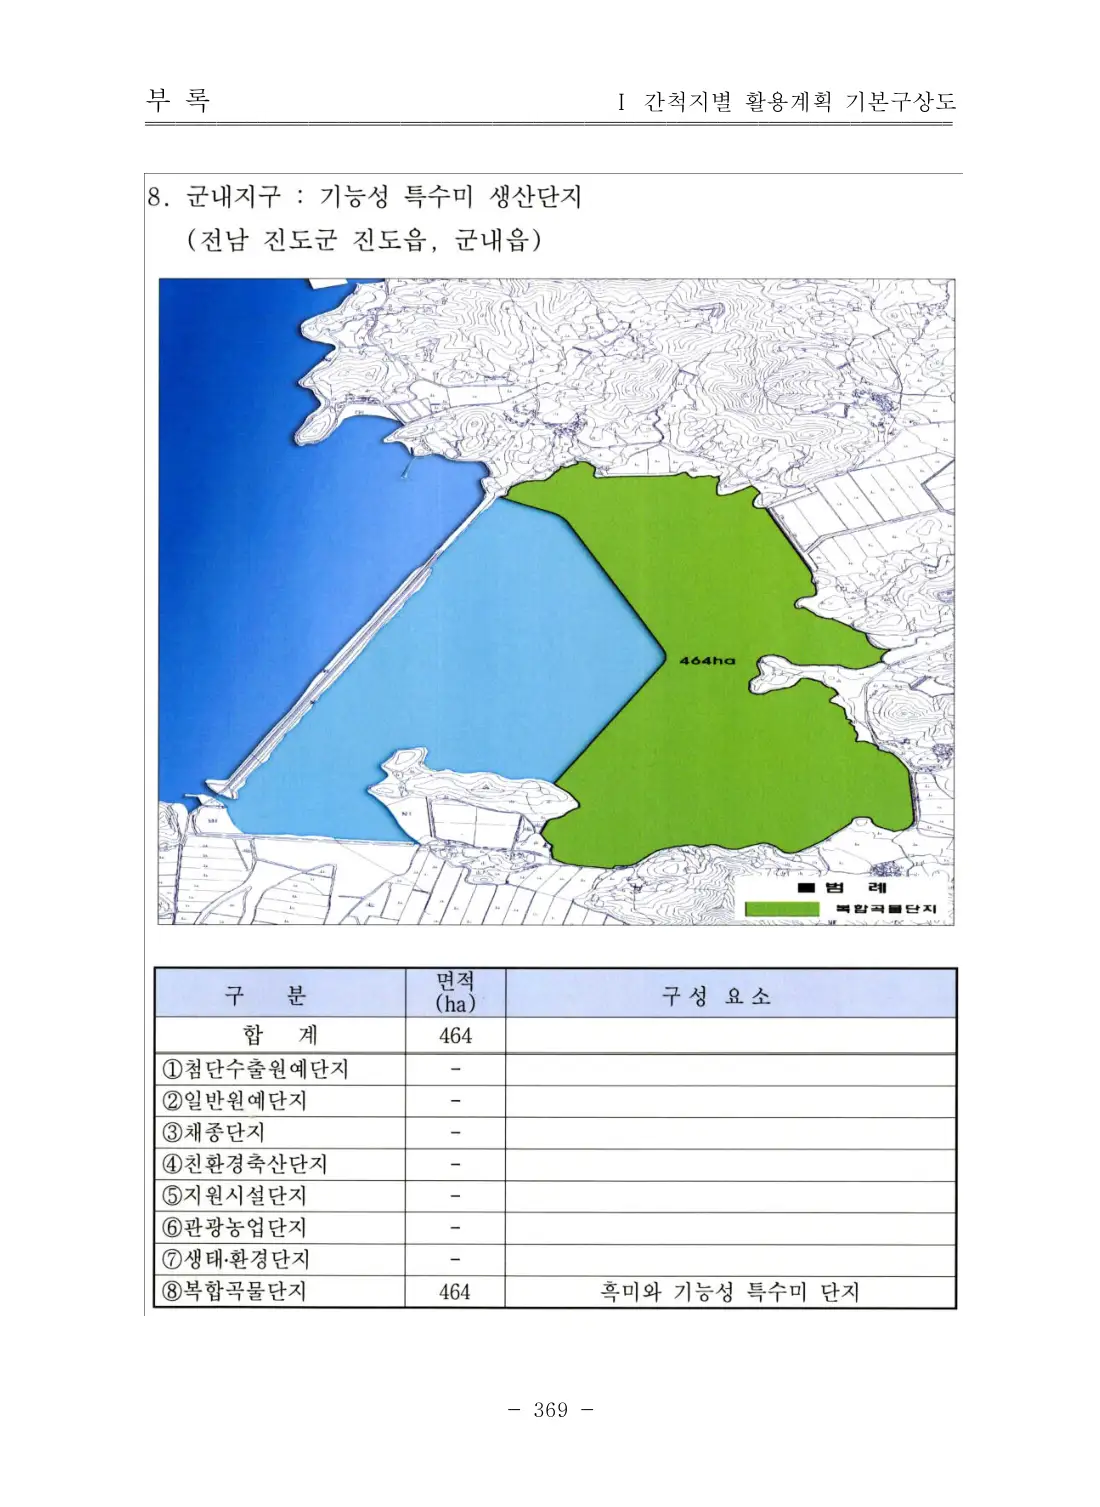 부 록
Ⅰ 간척지별 활용계획 기본구상도
8. 군내지구 : 기능성 특수미 생산단지
(전남 진도군 진도읍, 군내읍)
464ha
■ 범 례
복합곡물단지
구 분 면적(ha) 구성 요소
합 계 464
①첨단수출원예단지 -
②일반원예단지 -
③채종단지 -
④친환경축산단지 -
⑤지원시설단지 -
⑥관광농업단지 -
⑦생태·환경단지 -
⑧복합곡물단지 464 흑미와 기능성 특수미 단지
- 369 -